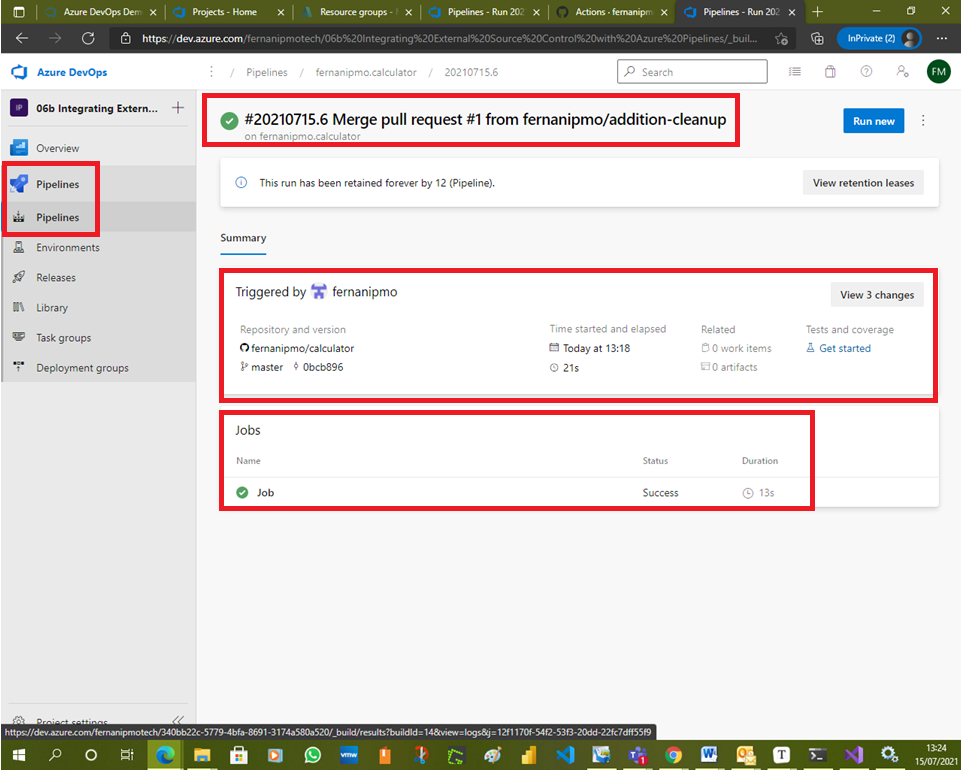 Azure DevOps Dem
Projects - Home
Resource groups -
Pipelines - Run 202
Actions · fernanipm
Pipelines - Run 202
https://dev.azure.com/fernanipmotech/06b%20Integrating%20External%20Source%20Control%20with%20Azure%20Pipelines/_buil...
InPrivate (2)
Azure DevOps
/ Pipelines / fernanipmo.calculator / 20210715.6
Search
FM
IP
06b Integrating Extern...
#20210715.6 Merge pull request #1 from fernanipmo/addition-cleanup
on fernanipmo.calculator
Run new
Overview
Pipelines
Pipelines
Environments
Releases
Library
Task groups
Deployment groups
Project settings
This run has been retained forever by 12 (Pipeline).
View retention leases
Summary
Triggered by fernanipmo
View 3 changes
Repository and version
Time started and elapsed
Related
Tests and coverage
fernanipmo/calculator
Today at 13:18
0 work items
Get started
master 0bcb896
21s
0 artifacts
Jobs
Name Status Duration
Job Success 13s
https://dev.azure.com/fernanipmotech/340bb22c-5779-4bfa-8691-3174a580a520/_build/results?buildId=14&view=logs&j=12f1170f-54f2-53f3-20dd-22fc7dff55f9
vmw
1
T
13:24
15/07/2021